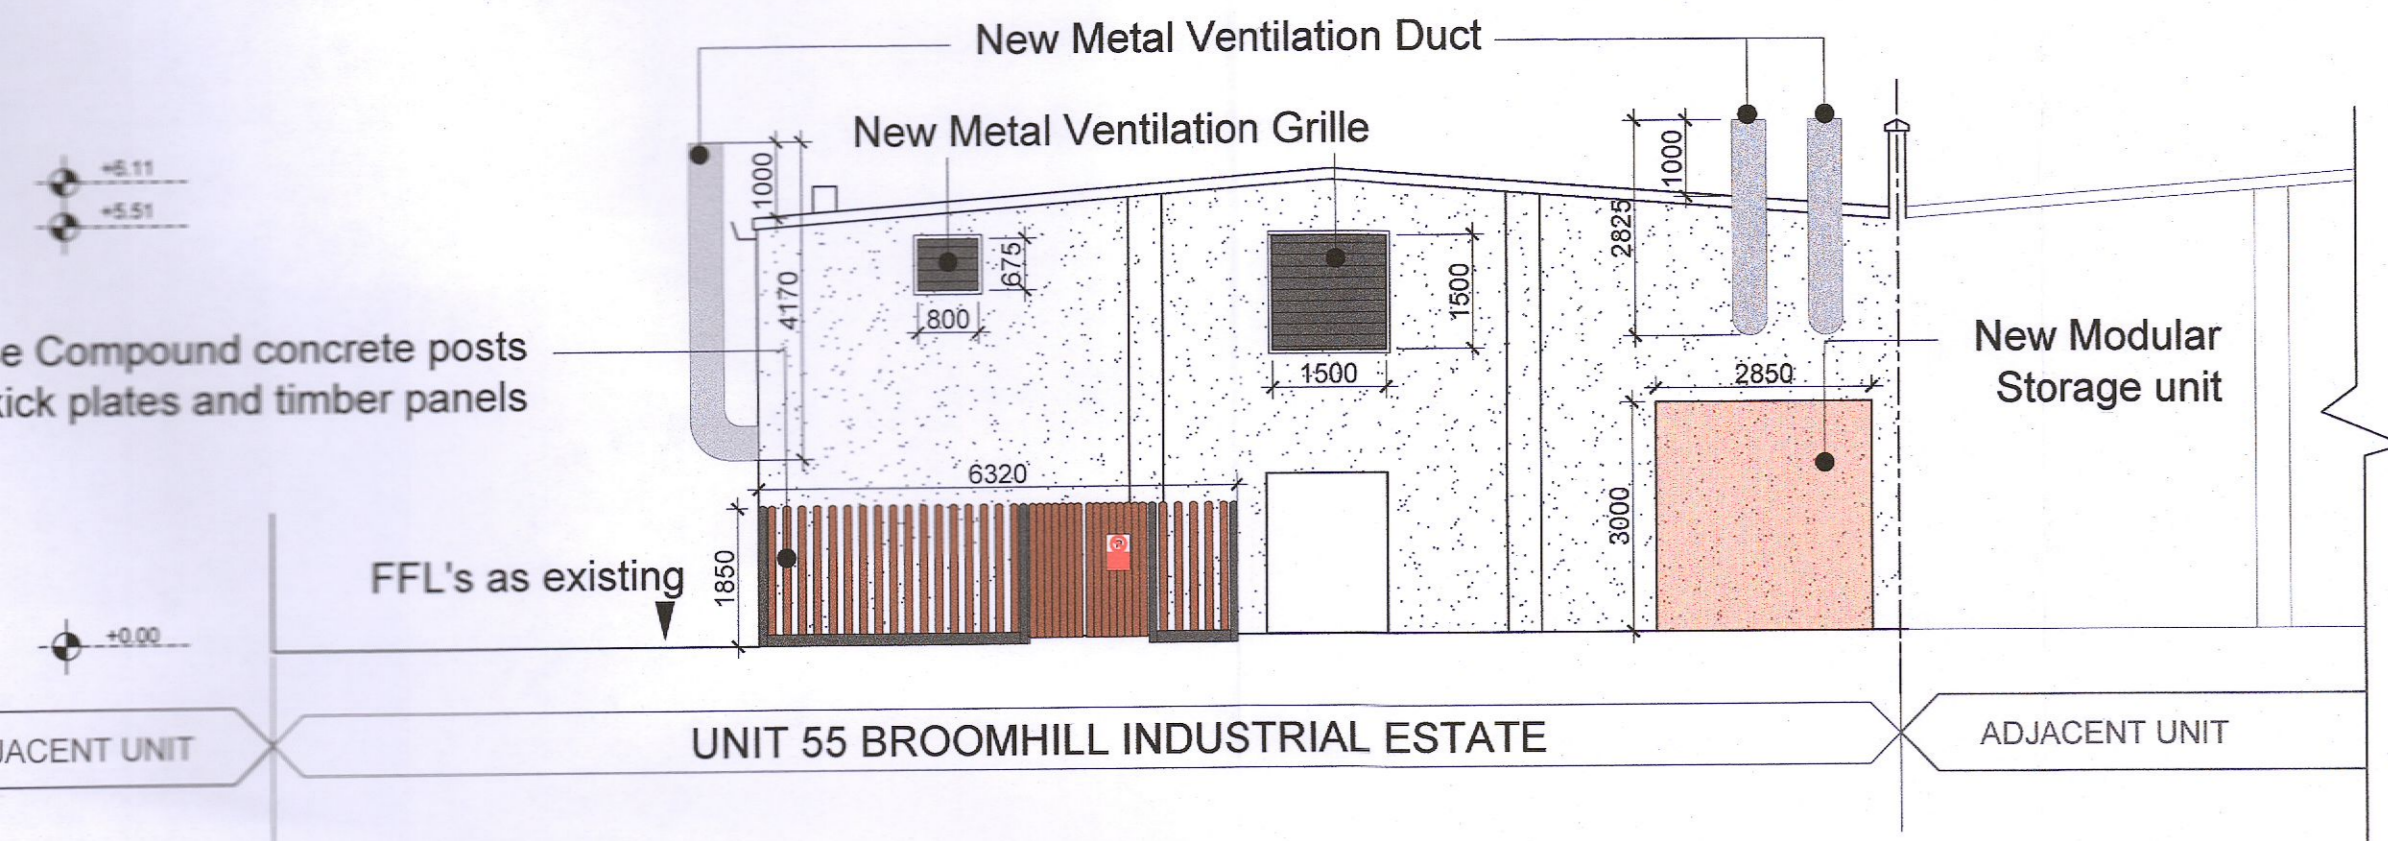 New Metal Ventilation Duct
New Metal Ventilation Grille
+6.11
+5.51
1000
1000
2825
4170
675
800
1500
1500
e Compound concrete posts
kick plates and timber panels
New Modular
Storage unit
2850
3000
6320
1850
FFL's as existing
+0.00
JACENT UNIT
UNIT 55 BROOMHILL INDUSTRIAL ESTATE
ADJACENT UNIT